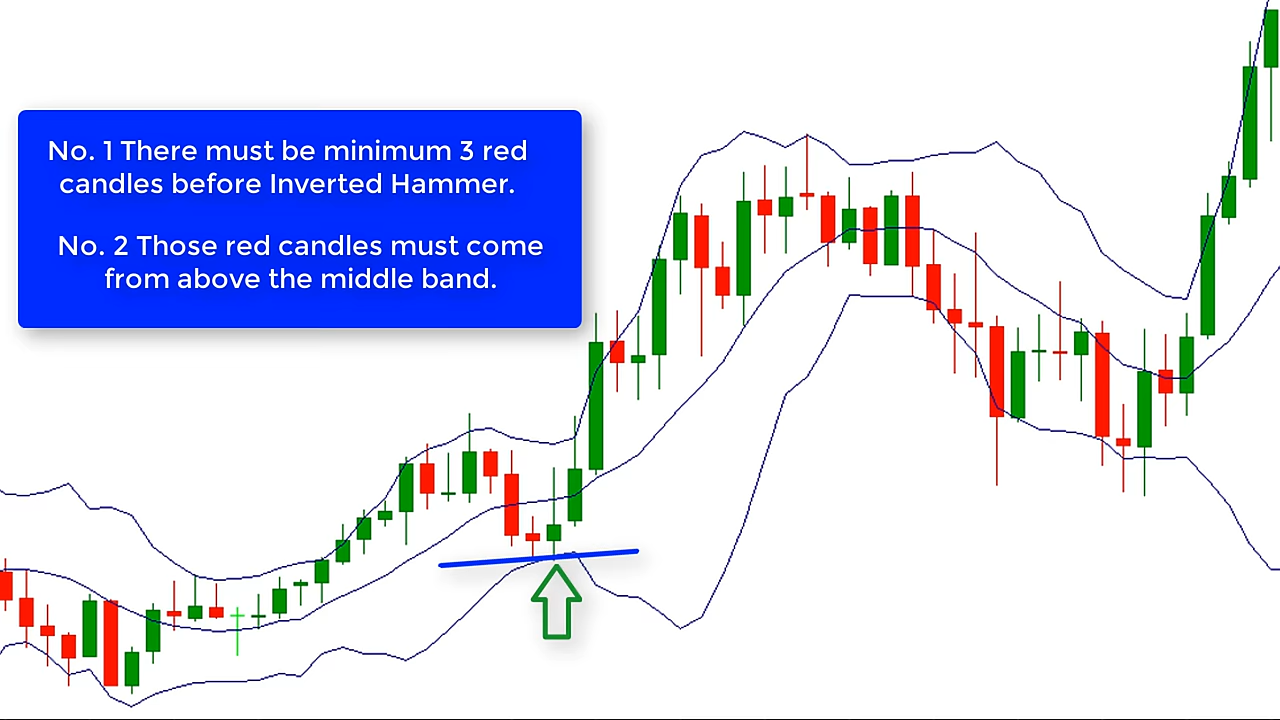 No. 1 There must be minimum 3 red
candles before Inverted Hammer.
No. 2 Those red candles must come
from above the middle band.